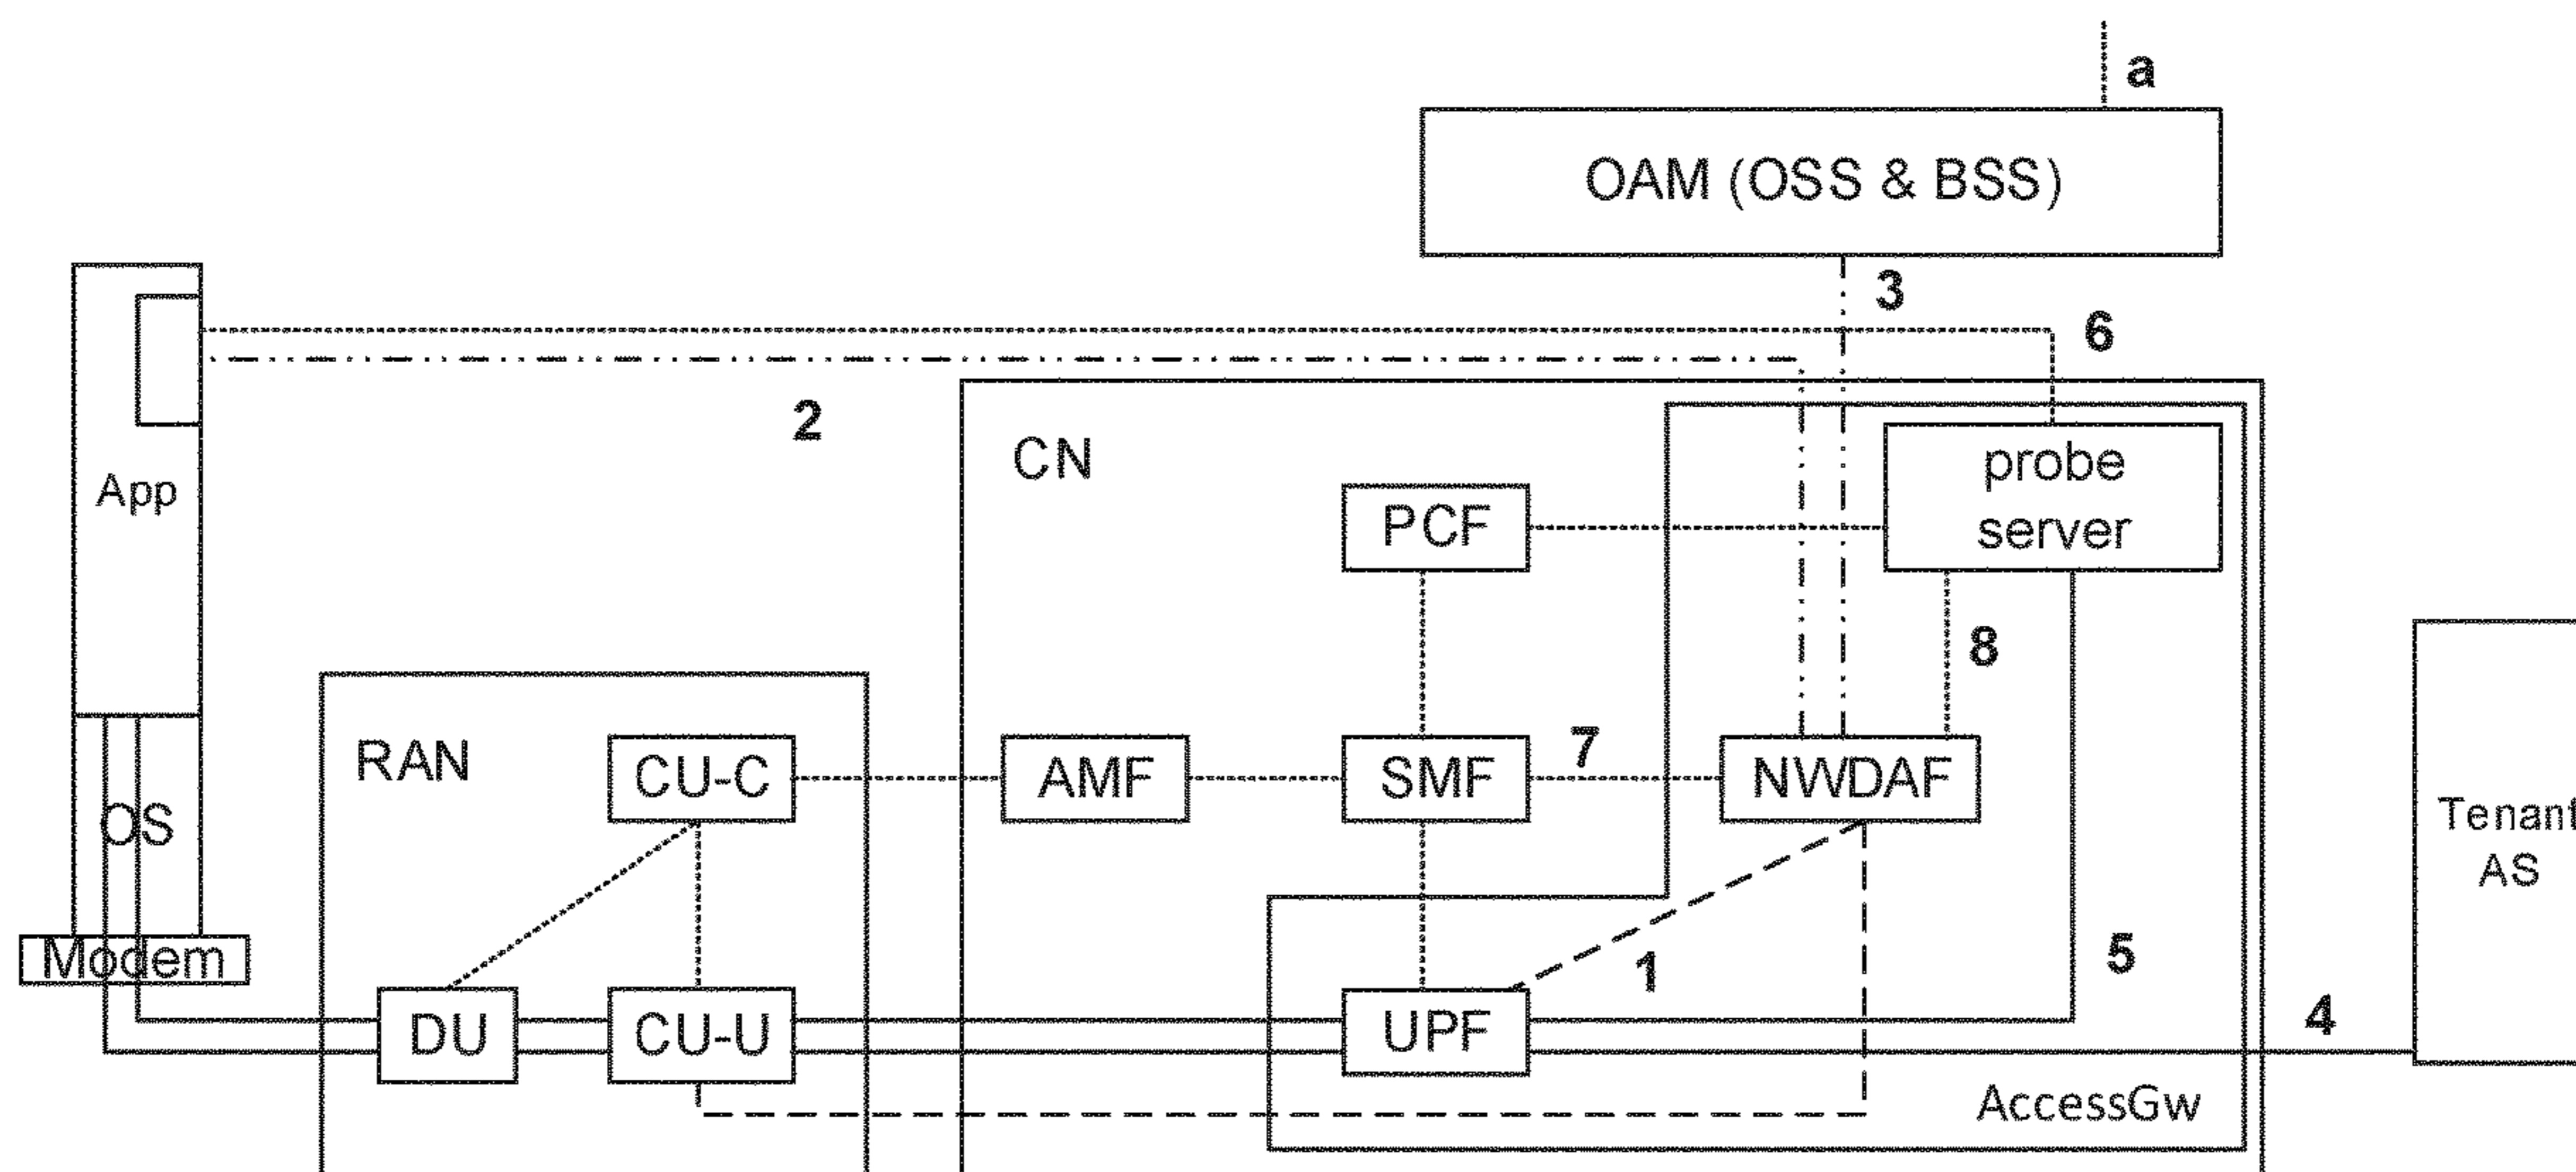 a
OAM (OSS & BSS)
3
6
2
CN
probe
server
App
PCF
8
RAN
CU-C
AMF
SMF
7
NWDAF
OS
Tenant
AS
Modem
1
5
DU
CU-U
UPF
4
AccessGw